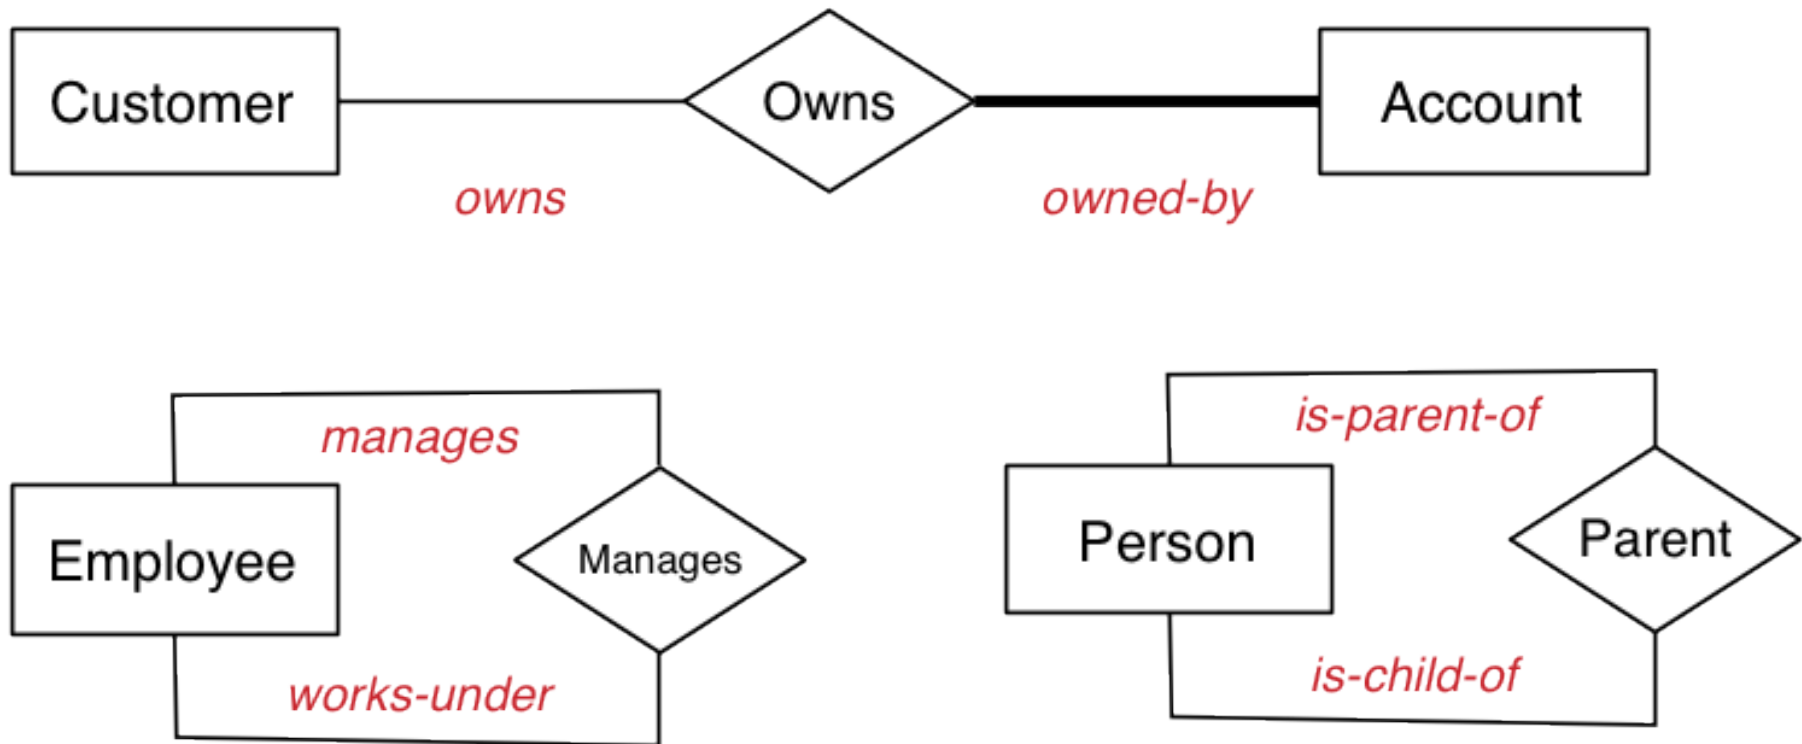 Customer
Owns
Account
owns
owned-by
manages
Employee
Manages
works-under
is-parent-of
Person
Parent
is-child-of